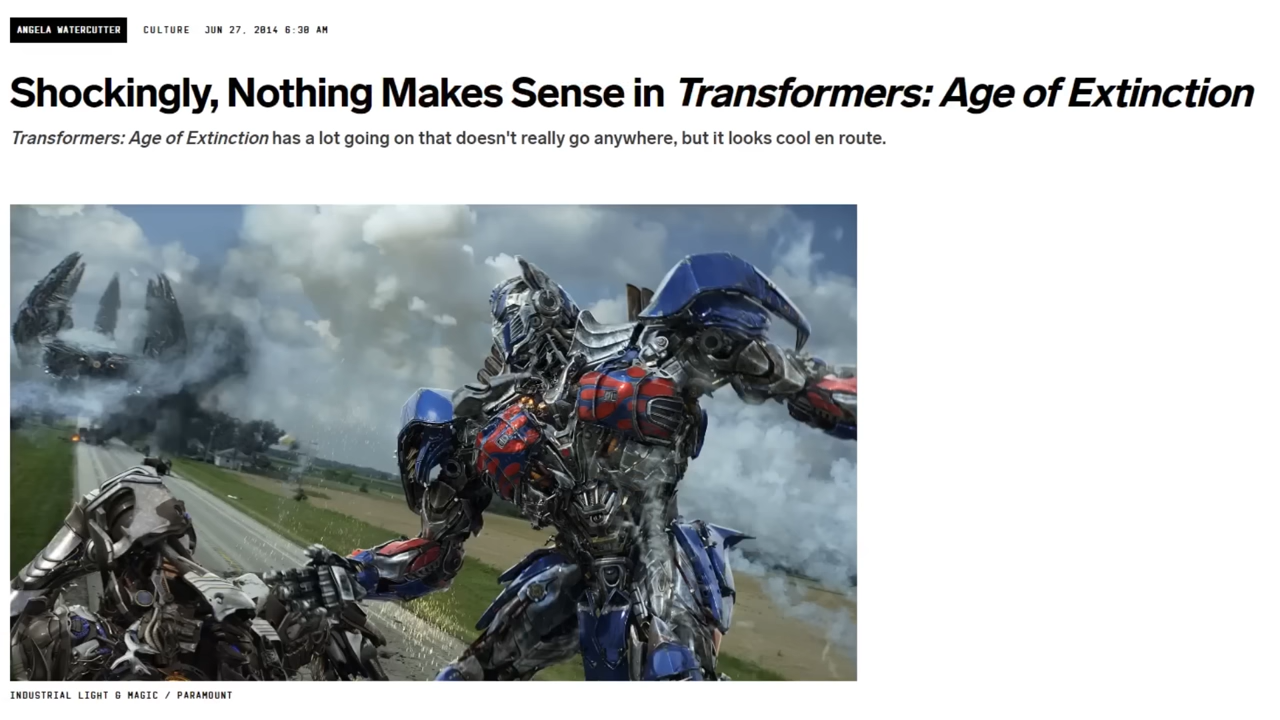 ANGELA WATERCUTTER CULTURE JUN 27, 2014 6:30 AM
Shockingly, Nothing Makes Sense in Transformers: Age of Extinction
Transformers: Age of Extinction has a lot going on that doesn't really go anywhere, but it looks cool en route.
INDUSTRIAL LIGHT & MAGIC / PARAMOUNT